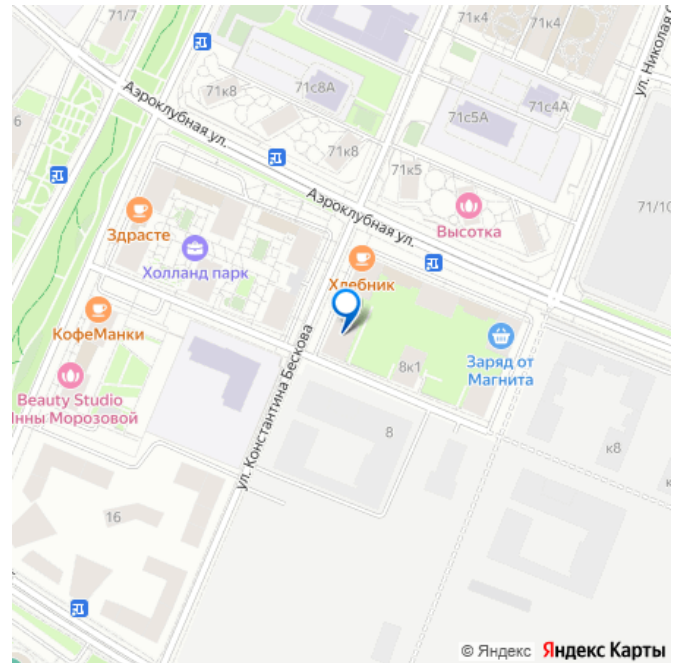 71/7
71к4
71к4
ул. Николая С
71к8
71с8А
71с4А
71с5А
Аэроклубная ул.
6
71к8
71к5
71/10
Аэроклубная ул.
Высотка
Здрасте
Холланд парк
Хлебник
КофеМанки
ул. Константина Бескова
8к1
Заряд от
Магнита
Beauty Studio
Инны Морозовой
8
к8
к
16
© Яндекс Яндекс Карты